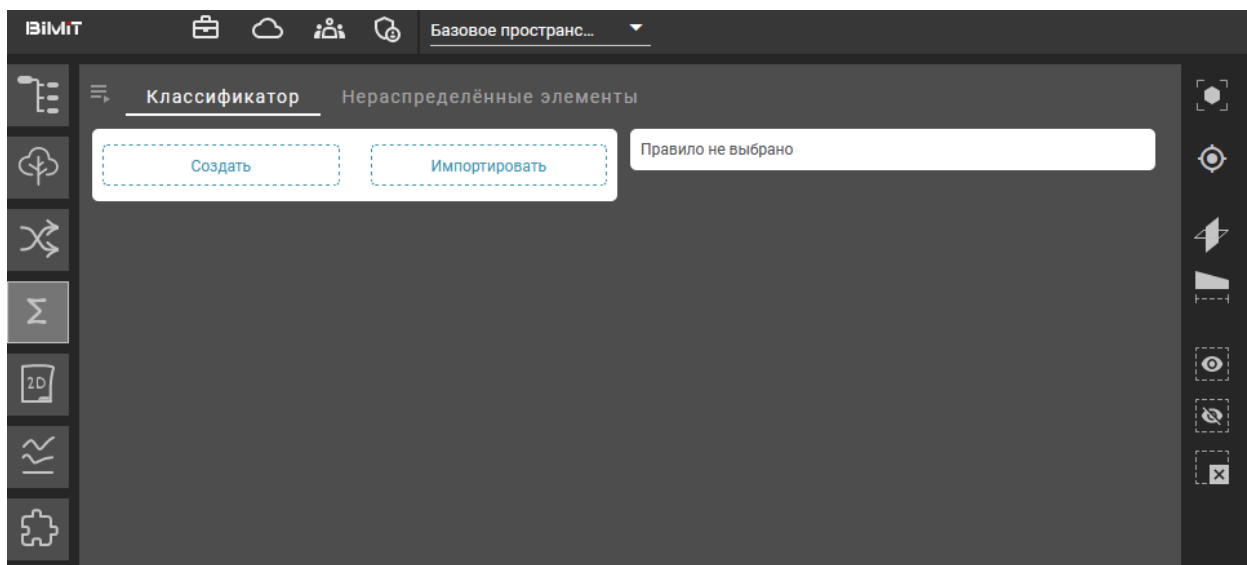 BiMiT
Базовое пространс...
Классификатор
Нераспределённые элементы
Создать
Импортировать
Правило не выбрано
Σ
2D